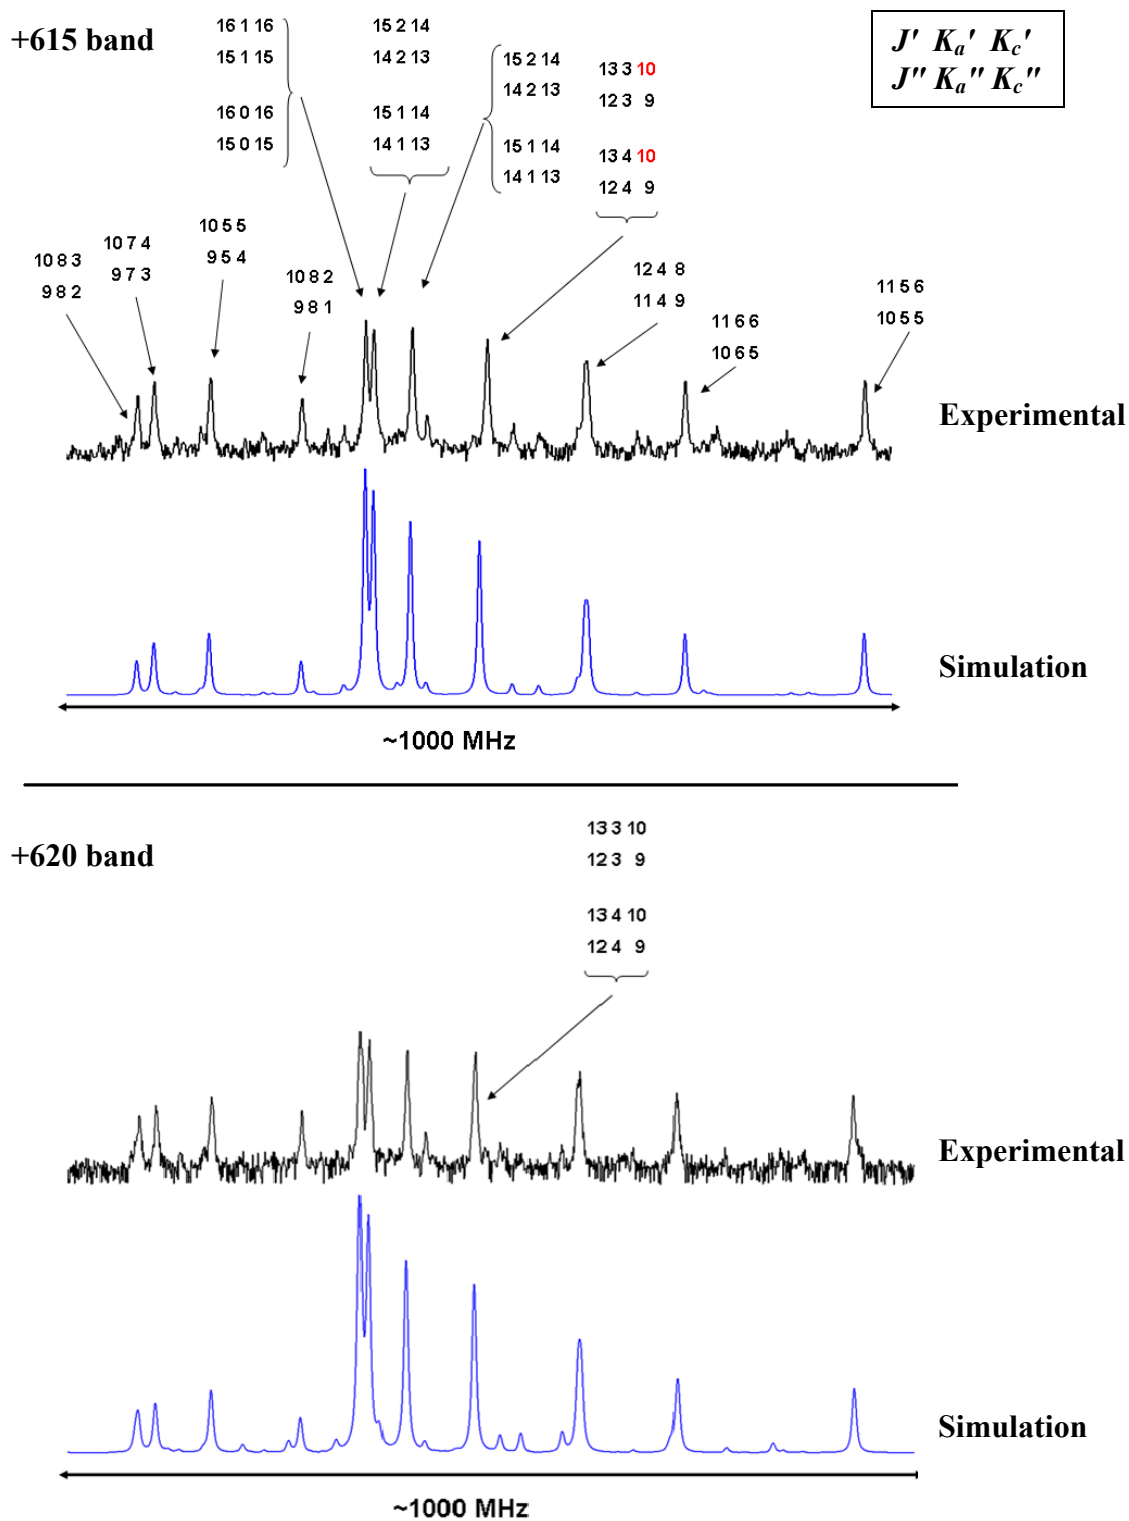 +615 band
16 1 16
15 1 15
16 0 16
15 0 15
15 2 14
14 2 13
15 1 14
14 1 13
15 2 14
14 2 13
15 1 14
14 1 13
13 3 10
12 3 9
13 4 10
12 4 9
J' Ka' Kc'
J" Ka" Kc"
10 8 3
9 8 2
10 7 4
9 7 3
10 5 5
9 5 4
10 8 2
9 8 1
12 4 8
11 4 9
11 6 6
10 6 5
11 5 6
10 5 5
Experimental
Simulation
~1000 MHz
+620 band
13 3 10
12 3 9
13 4 10
12 4 9
Experimental
Simulation
~1000 MHz